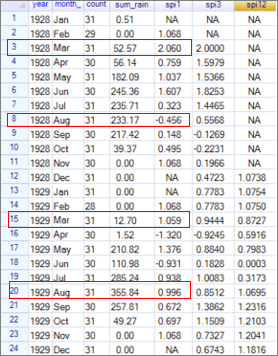 year month_ count sum_rain spi1 spi3 spi12
1 1928 Jan 31 0.51 NA NA NA
2 1928 Feb 29 0.00 1.068 NA NA
3 1928 Mar 31 52.57 2.060 2.0000 NA
4 1928 Apr 30 56.14 0.759 1.5979 NA
5 1928 May 31 182.09 1.037 1.5366 NA
6 1928 Jun 30 245.36 1.607 1.8253 NA
7 1928 Jul 31 235.71 0.323 1.4465 NA
8 1928 Aug 31 233.17 -0.456 0.5568 NA
9 1928 Sep 30 217.42 0.148 -0.1269 NA
10 1928 Oct 31 39.37 0.495 -0.2231 NA
11 1928 Nov 30 0.00 1.068 0.1966 NA
12 1928 Dec 31 0.00 NA 0.4723 1.0738
13 1929 Jan 31 0.00 NA 0.7783 1.0754
14 1929 Feb 28 0.00 1.068 0.7783 1.0750
15 1929 Mar 31 12.70 1.059 0.9444 0.8727
16 1929 Apr 30 1.52 -1.320 -0.9245 0.5916
17 1929 May 31 210.82 1.376 0.8840 0.7983
18 1929 Jun 30 110.98 -0.931 0.1828 0.0003
19 1929 Jul 31 285.24 0.938 1.0083 0.3173
20 1929 Aug 31 355.84 0.996 0.8512 1.0695
21 1929 Sep 30 257.81 0.672 1.3862 1.2316
22 1929 Oct 31 49.27 0.697 1.1509 1.2103
23 1929 Nov 30 0.00 1.068 0.7327 1.2041
24 1929 Dec 31 0.00 NA 0.6743 1.1816